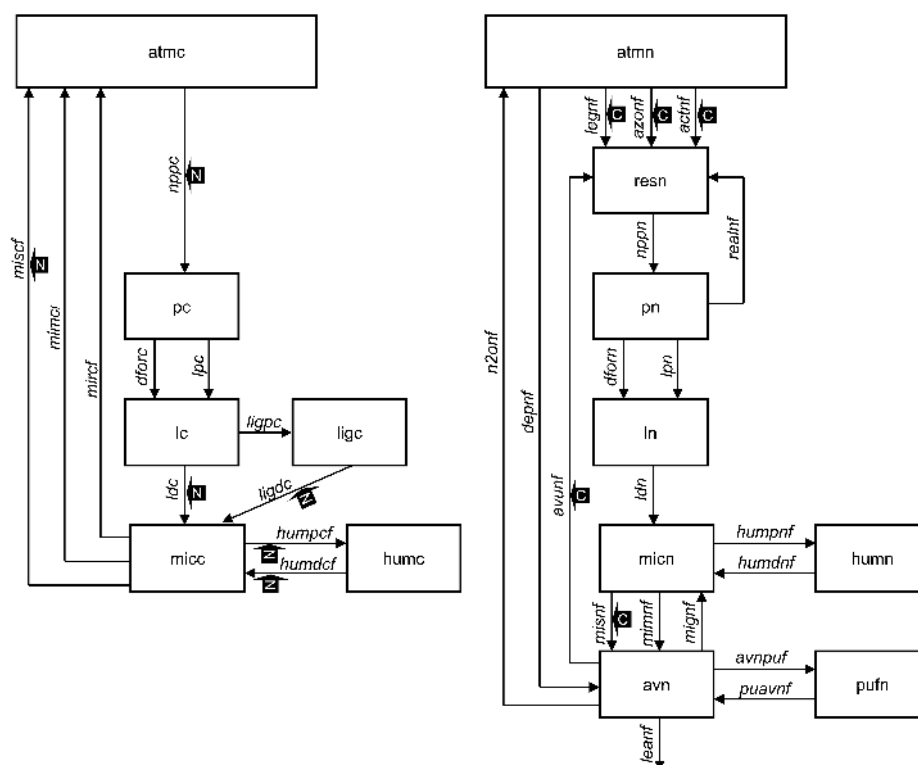 atmc
atmn
legnf
C
azonf
C
actnf
C
nppc
N
resn
miscf
N
mimcf
mircf
nppn
realnf
pc
pn
n2onf
depnf
dforc
lpc
dforn
lpn
lc
ligpc
ligc
ln
avunf
C
ldc
N
ligdc
N
ldn
micc
humpcf
N
humdcf
N
humc
micn
humpnf
humdnf
humn
misnf
C
mimnf
mignf
avn
avnpuf
puavnf
pufn
leanf